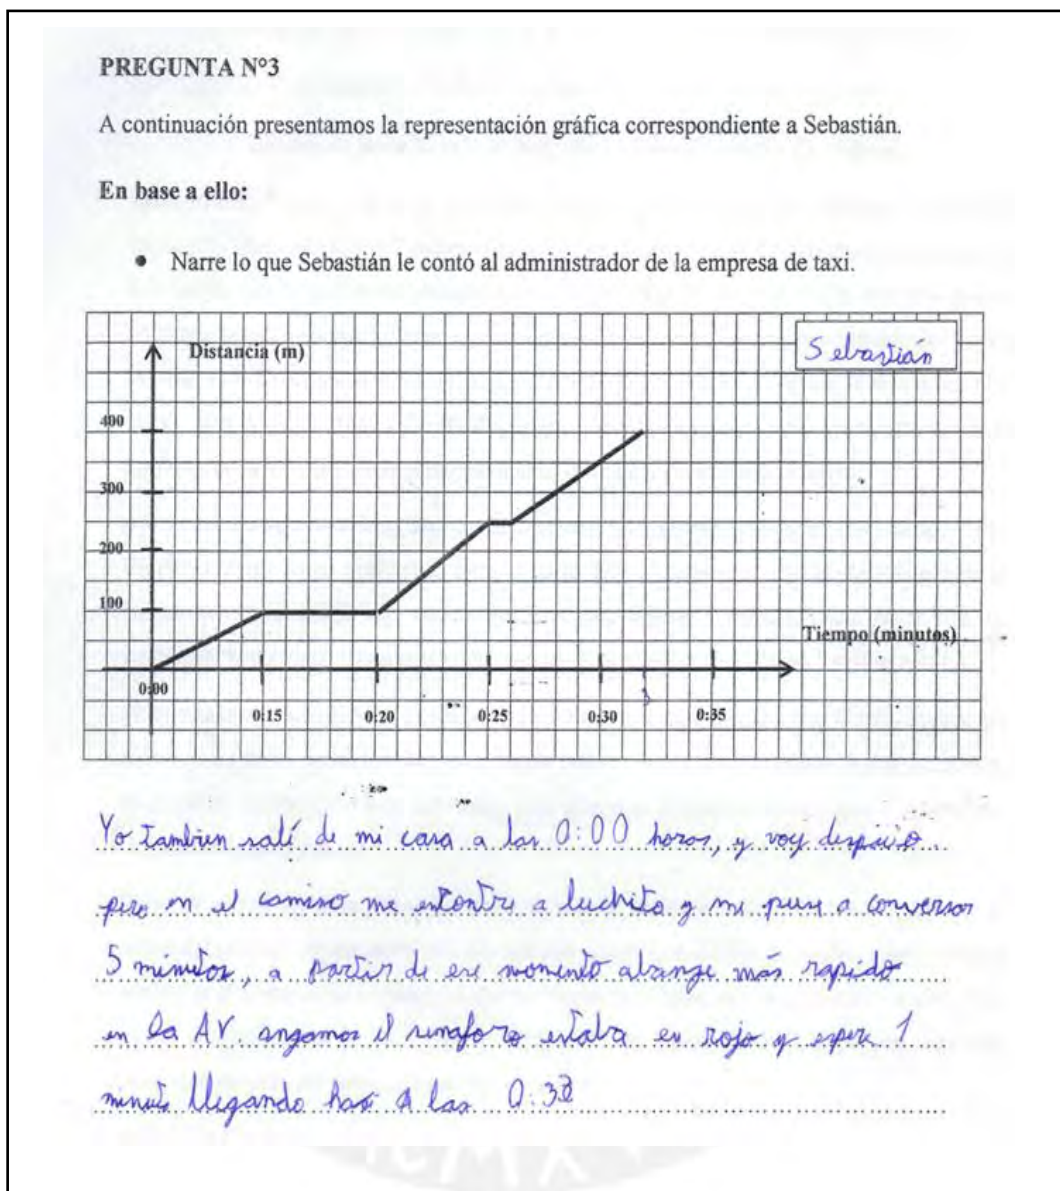 PREGUNTA N°3
A continuación presentamos la representación gráfica correspondiente a Sebastián.
En base a ello:
• Narre lo que Sebastián le contó al administrador de la empresa de taxi.
Distancia (m)
Sebastián
400
300
200
100
Tiempo (minutos)
0:00
0:15
0:20
0:25
0:30
0:35
Yo tambien salí de mi casa a las 0:00 horas, y voy despacio.
pero en el camino me encontre a luchito y me puse a conversar
5 minutos, a partir de ese momento abanze más rapido
en la AV angamos el semaforo estaba en rojo y espere 1
minuto llegando a las